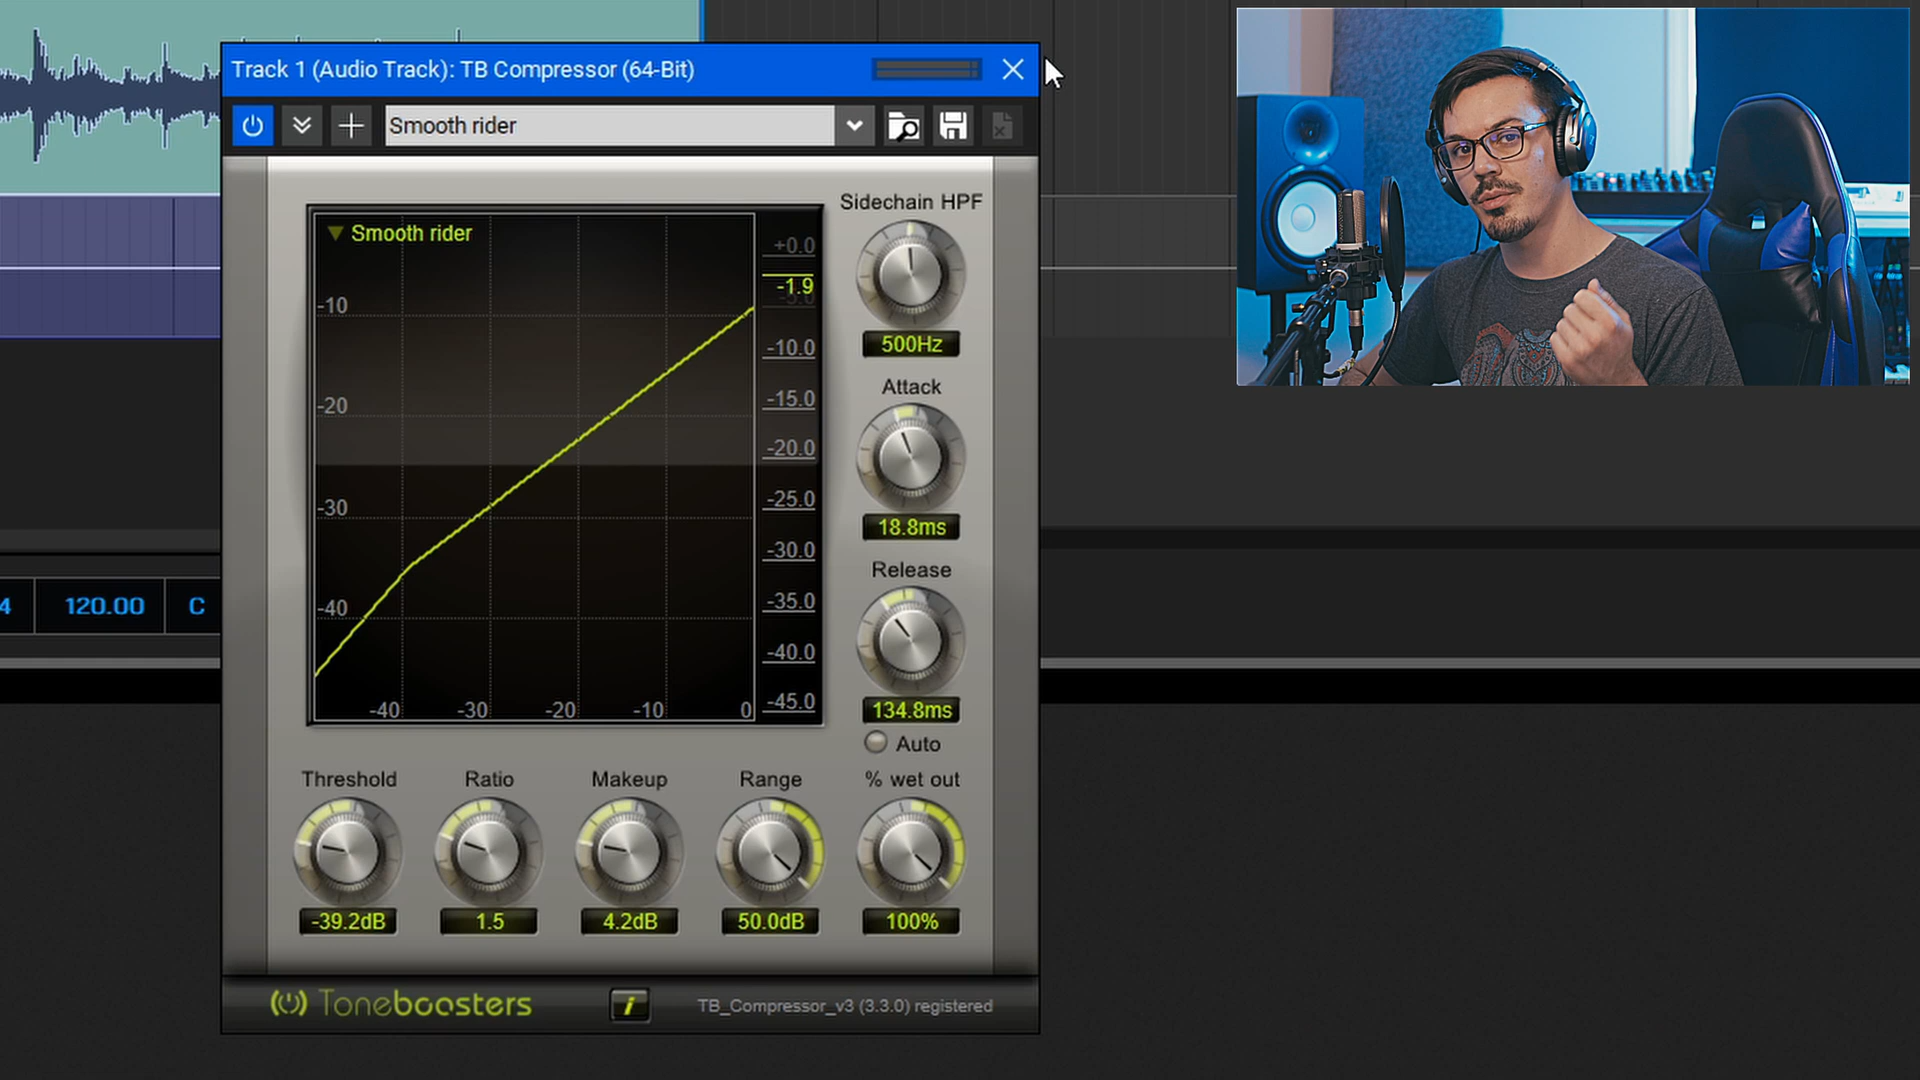 Track 1 (Audio Track): TB Compressor (64-Bit)
Smooth rider
Smooth rider
-10
-20
-30
-40
-40 -30 -20 -10 0
+0.0
-1.9
-5.0
-10.0
-15.0
-20.0
-25.0
-30.0
-35.0
-40.0
-45.0
Sidechain HPF
500Hz
Attack
18.8ms
Release
134.8ms
Auto
4 120.00 C
Threshold Ratio Makeup Range % wet out
-39.2dB 1.5 4.2dB 50.0dB 100%
Toneboosters
i
TB_Compressor_v3 (3.3.0) registered